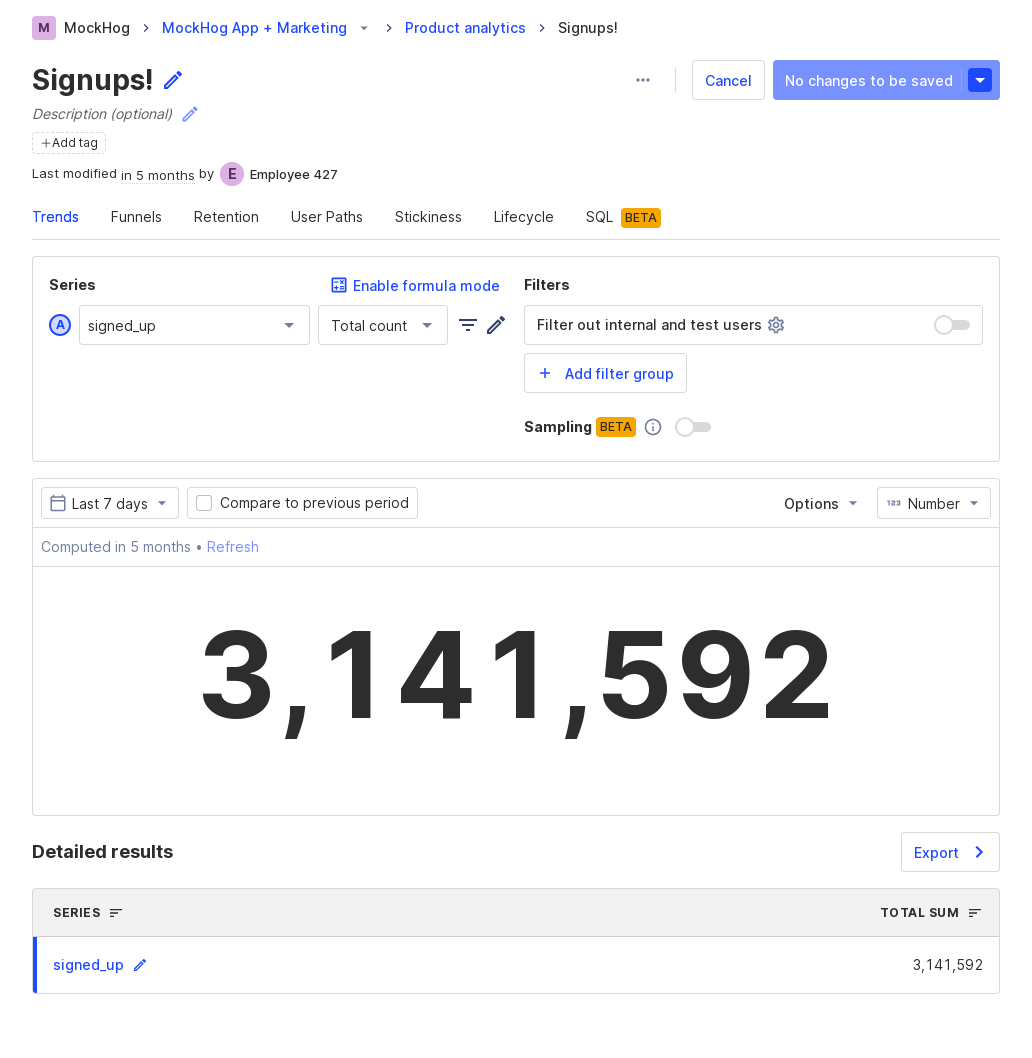 M MockHog > MockHog App + Marketing > Product analytics > Signups!
Signups!
Cancel
No changes to be saved
Description (optional)
+Add tag
Last modified in 5 months by E Employee 427
Trends Funnels Retention User Paths Stickiness Lifecycle SQL BETA
Series
Enable formula mode
A signed_up Total count
Filters
Filter out internal and test users
+ Add filter group
Sampling BETA
Last 7 days Compare to previous period Options 123 Number
Computed in 5 months • Refresh
3,141,592
Detailed results
Export
SERIES TOTAL SUM
signed_up 3,141,592